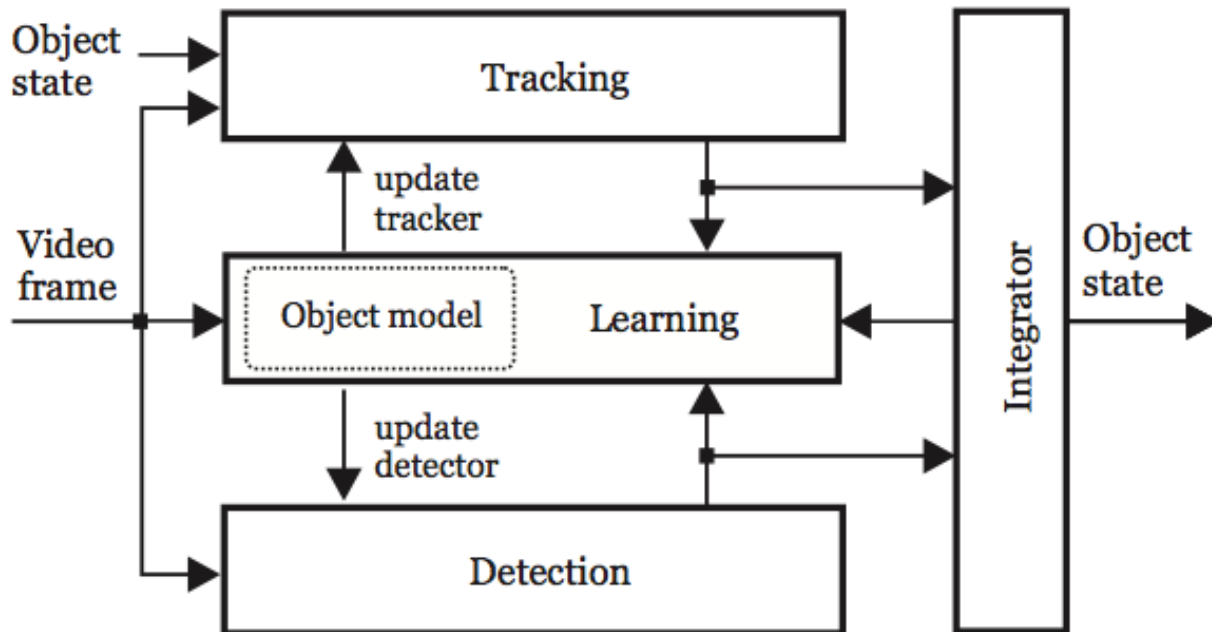 Object
state
Tracking
update
tracker
Video
frame
Object model
Learning
update
detector
Detection
Integrator
Object
state